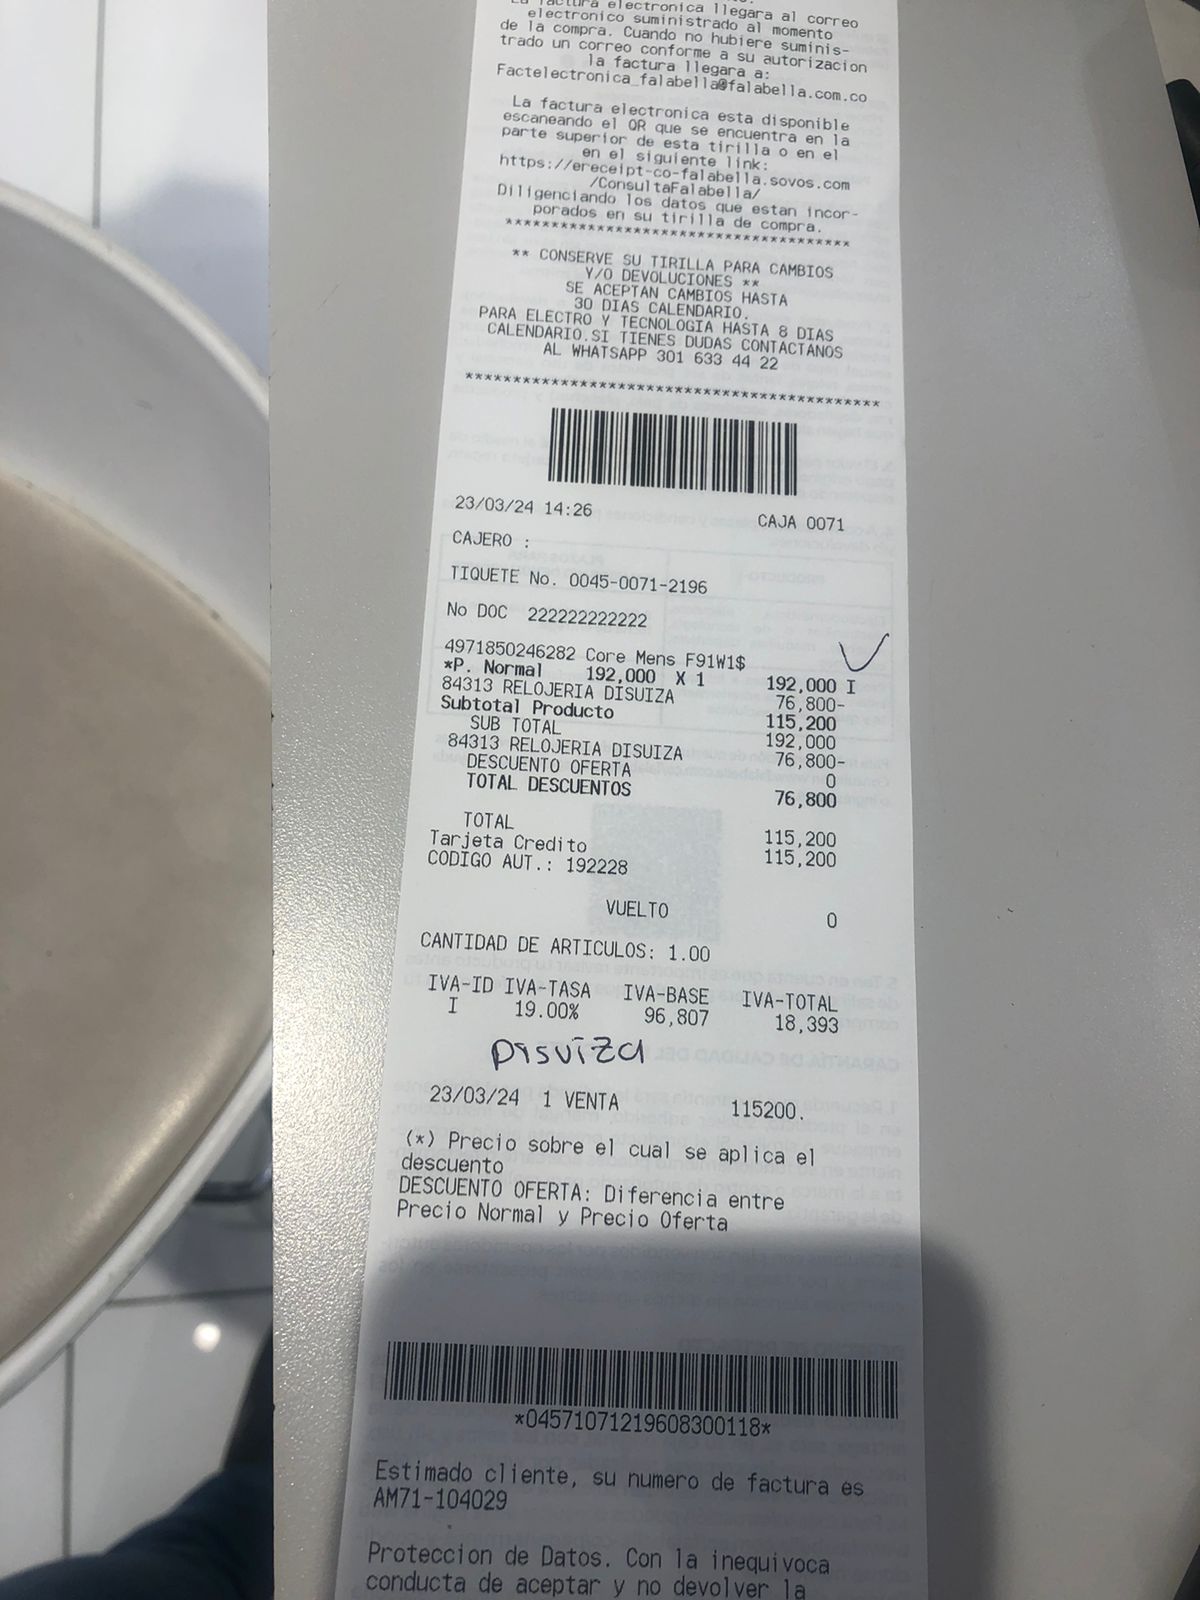 La factura electronica llegara al correo
electronico suministrado al momento
de la compra. Cuando no hubiere suminis-
trado un correo conforme a su autorizacion
la factura llegara a:
Factelectronica_falabella@falabella.com.co
La factura electronica esta disponible
escaneando el QR que se encuentra en la
parte superior de esta tirilla o en el
en el siguiente link:
https://ereceipt-co-falabella.sovos.com
/ConsultaFalabella/
Diligenciando los datos que estan incor-
porados en su tirilla de compra.
**************************************
** CONSERVE SU TIRILLA PARA CAMBIOS
Y/O DEVOLUCIONES **
SE ACEPTAN CAMBIOS HASTA
30 DIAS CALENDARIO.
PARA ELECTRO Y TECNOLOGIA HASTA 8 DIAS
CALENDARIO.SI TIENES DUDAS CONTACTANOS
AL WHATSAPP 301 633 44 22
********************************************
23/03/24 14:26 CAJA 0071
CAJERO :
TIQUETE No. 0045-0071-2196
No DOC 222222222222
4971850246282 Core Mens F91W1$
*P. Normal 192,000 X 1 192,000 I
84313 RELOJERIA DISUIZA 76,800-
Subtotal Producto 115,200
SUB TOTAL 192,000
84313 RELOJERIA DISUIZA 76,800-
DESCUENTO OFERTA 0
TOTAL DESCUENTOS 76,800
TOTAL 115,200
Tarjeta Credito 115,200
CODIGO AUT.: 192228
VUELTO 0
CANTIDAD DE ARTICULOS: 1.00
IVA-ID IVA-TASA IVA-BASE IVA-TOTAL
I 19.00% 96,807 18,393
Disuiza
23/03/24 1 VENTA 115200.
(*) Precio sobre el cual se aplica el
descuento
DESCUENTO OFERTA: Diferencia entre
Precio Normal y Precio Oferta
*04571071219608300118*
Estimado cliente, su numero de factura es
AM71-104029
Proteccion de Datos. Con la inequivoca
conducta de aceptar y no devolver la